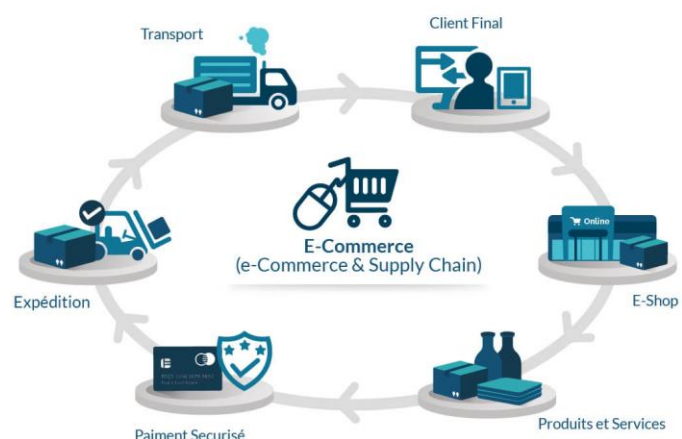 Transport
Client Final
Online
E-Commerce
(e-Commerce & Supply Chain)
Expédition
E-Shop
Produits et Services
Paiment Securisé